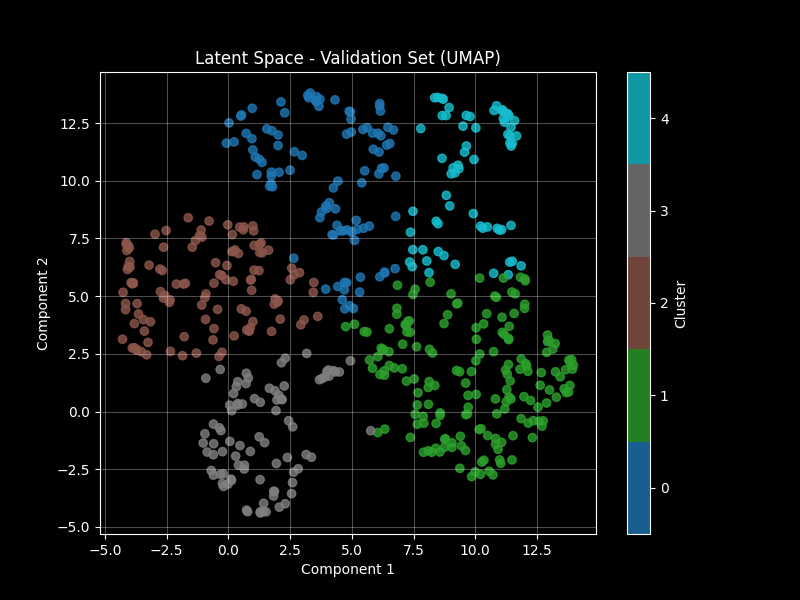 Latent Space - Validation Set (UMAP)
12.5
10.0
7.5
5.0
2.5
0.0
−2.5
−5.0
Component 2
−5.0 −2.5 0.0 2.5 5.0 7.5 10.0 12.5
Component 1
4
3
2
1
0
Cluster